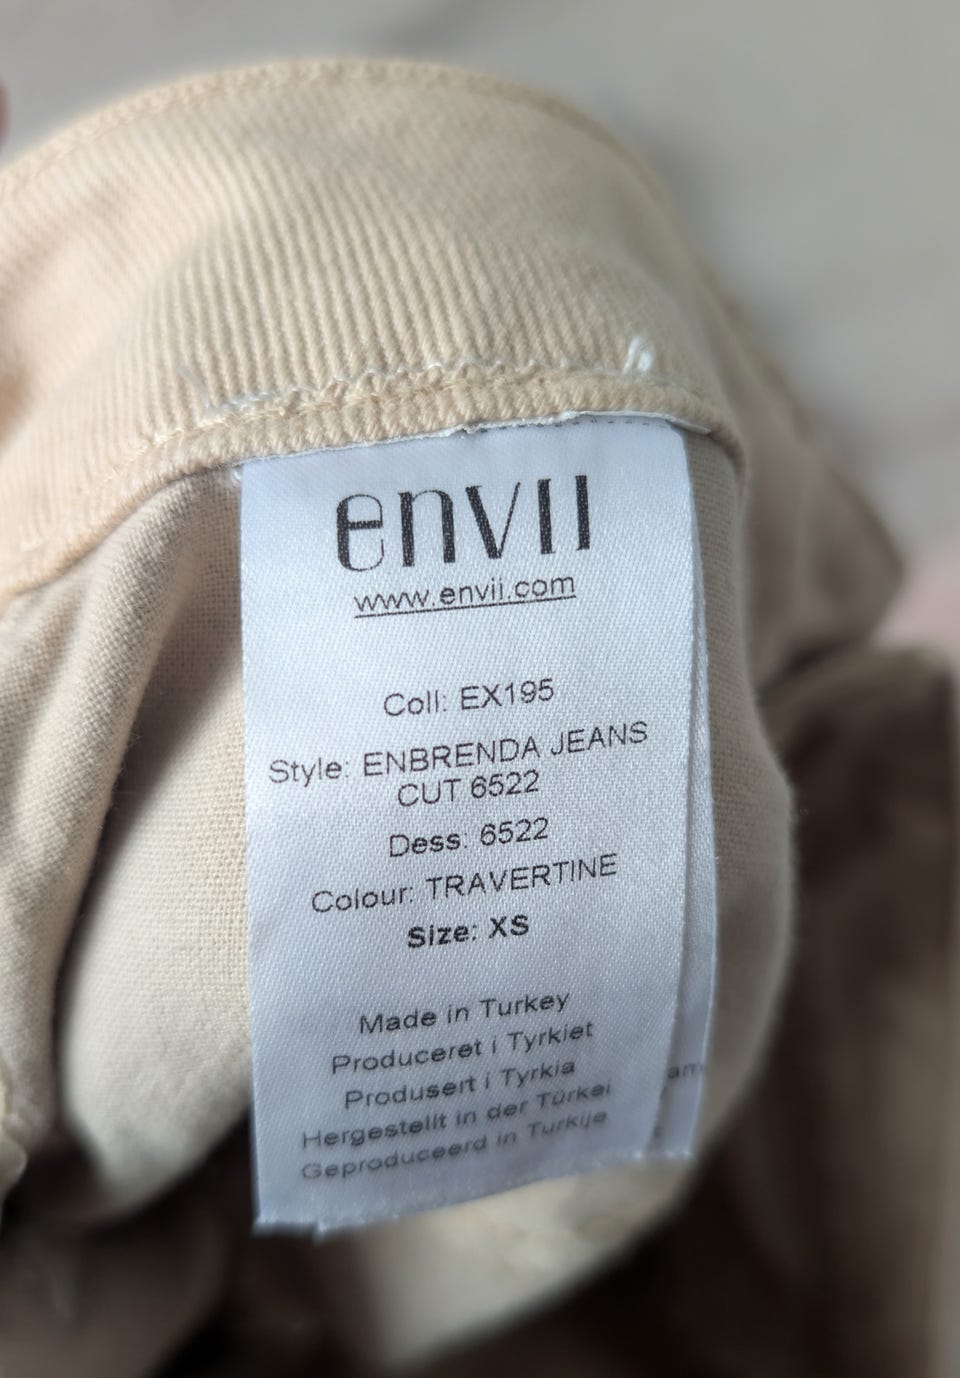 envii
www.envii.com
Coll: EX195
Style: ENBRENDA JEANS
CUT 6522
Dess: 6522
Colour: TRAVERTINE
Size: XS
Made in Turkey
Produceret i Tyrkiet
Produsert i Tyrkia
Hergestellt in der Türkei
Geproduceerd in Turkije